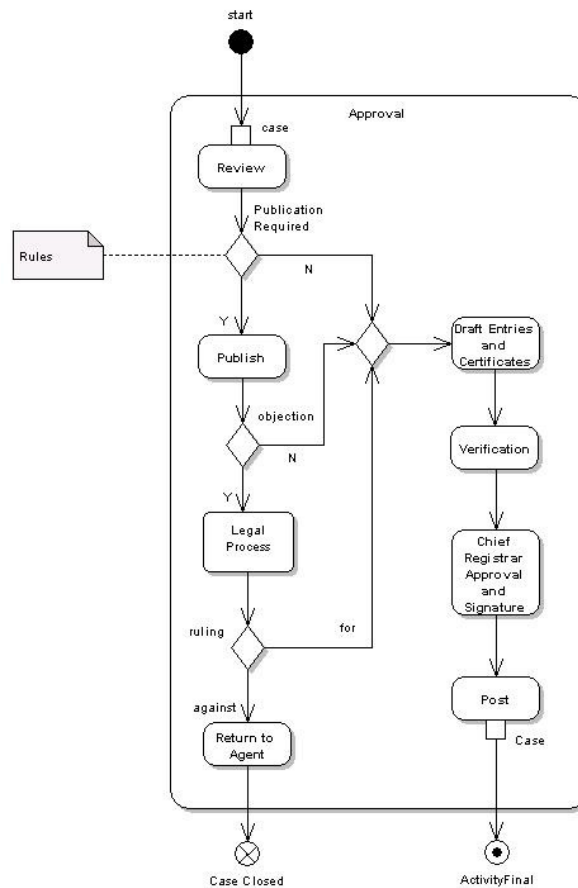 start
Approval
case
Review
Publication
Required
Rules
N
Y
Draft Entries
and
Certificates
Publish
objection
N
Verification
Y
Legal
Process
Chief
Registrar
Approval
and
Signature
ruling
for
against
Post
Return to
Agent
Case
Case Closed
ActivityFinal